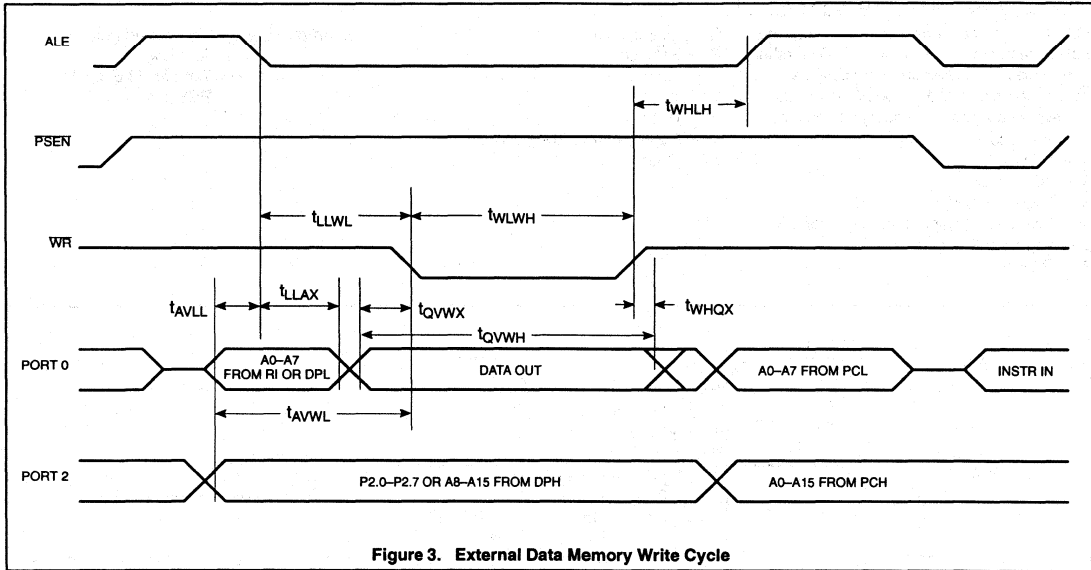 ALE
tWHLH
PSEN
tLLWL
tWLWH
WR
tAVLL
tLLAX
tQVWX
tWHQX
tQVWH
PORT 0
A0–A7
FROM RI OR DPL
DATA OUT
A0–A7 FROM PCL
INSTR IN
tAVWL
PORT 2
P2.0–P2.7 OR A8–A15 FROM DPH
A0–A15 FROM PCH
Figure 3. External Data Memory Write Cycle